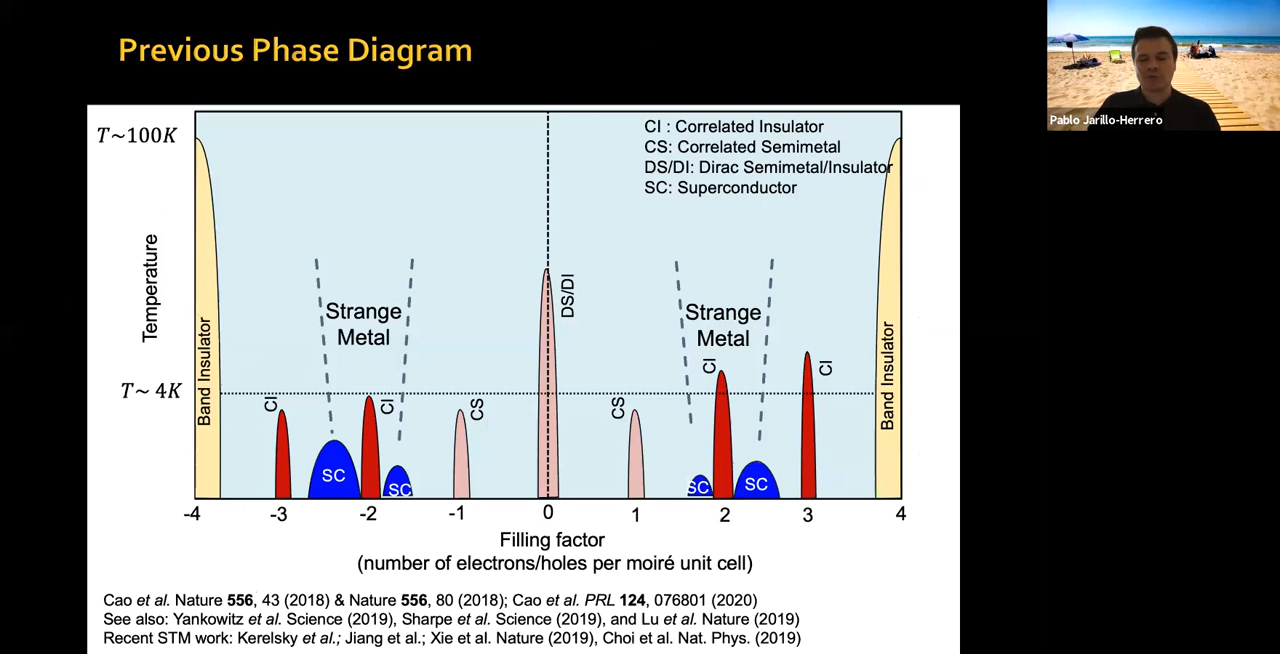 Previous Phase Diagram
Pablo Jarillo-Herrero
T~100K
CI : Correlated Insulator
CS: Correlated Semimetal
DS/DI: Dirac Semimetal/Insulator
SC: Superconductor
Temperature
Strange
Metal
DS/DI
Strange
Metal
T~ 4K
Band Insulator
CI
CI
CS
CS
CI
CI
Band Insulator
SC
SC
SC
SC
-4 -3 -2 -1 0 1 2 3 4
Filling factor
(number of electrons/holes per moiré unit cell)
Cao et al. Nature 556, 43 (2018) & Nature 556, 80 (2018); Cao et al. PRL 124, 076801 (2020)
See also: Yankowitz et al. Science (2019), Sharpe et al. Science (2019), and Lu et al. Nature (2019)
Recent STM work: Kerelsky et al.; Jiang et al.; Xie et al. Nature (2019), Choi et al. Nat. Phys. (2019)